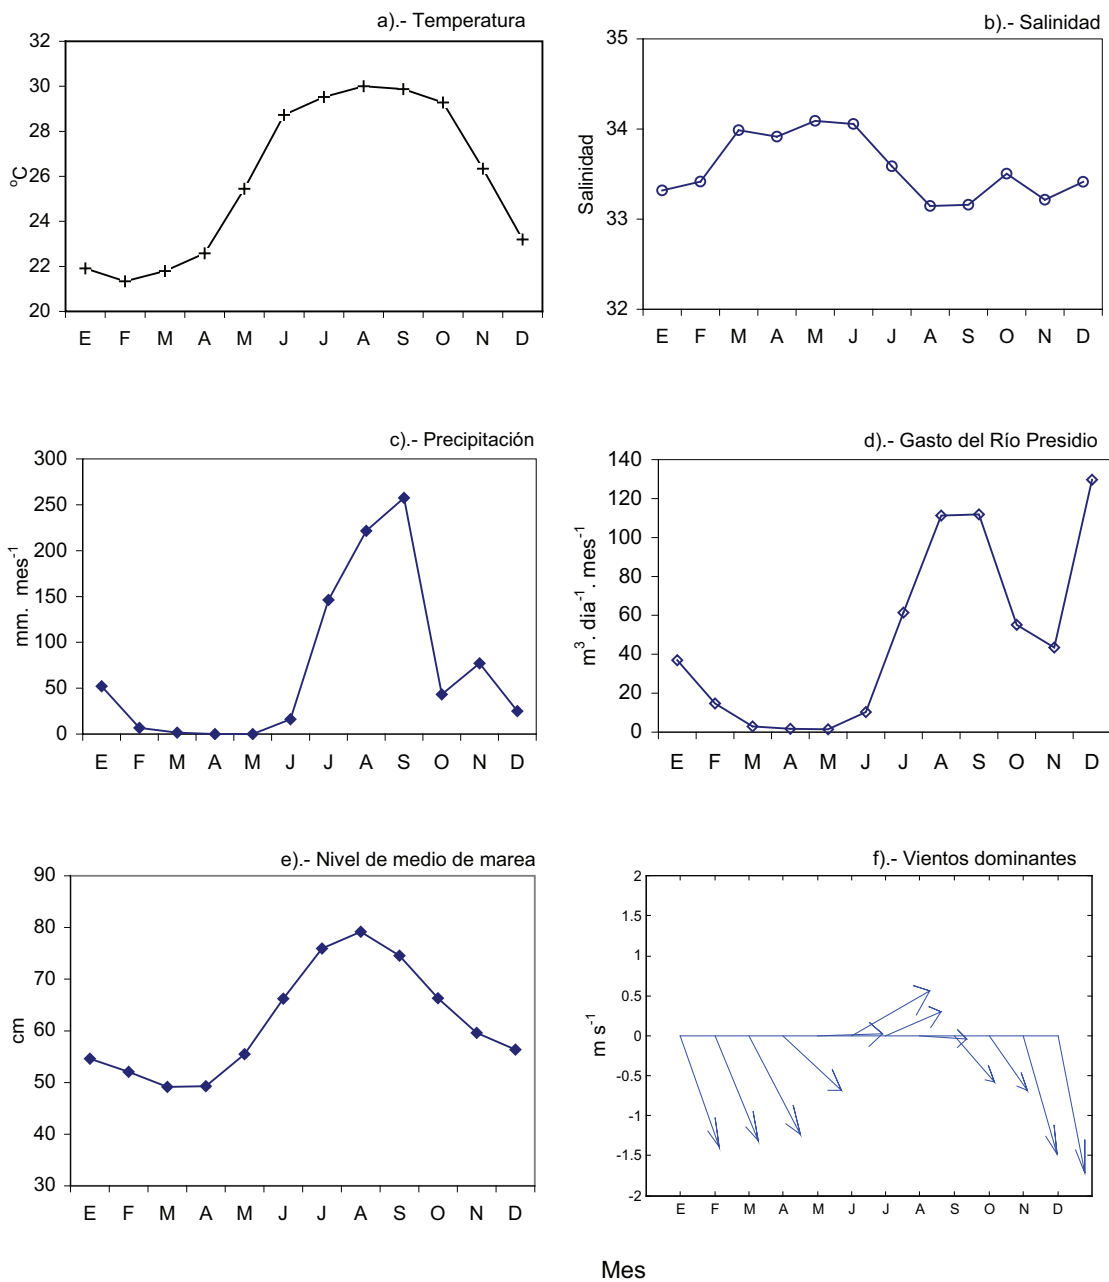 a).- Temperatura
32
30
28
26
23
22
20
°C
E F M A M J J A S O N D
b).- Salinidad
35
34
33
32
Salinidad
E F M A M J J A S O N D
c).- Precipitación
300
250
200
150
100
50
0
mm. mes⁻¹
E F M A M J J A S O N D
d).- Gasto del Río Presidio
140
120
100
80
60
40
20
0
m³. dia⁻¹. mes⁻¹
E F M A M J J A S O N D
e).- Nivel de medio de marea
90
80
70
60
50
40
30
cm
E F M A M J J A S O N D
f).- Vientos dominantes
2
1.5
1
0.5
0
-0.5
-1
-1.5
-2
m s⁻¹
E F M A M J J A S O N D
Mes